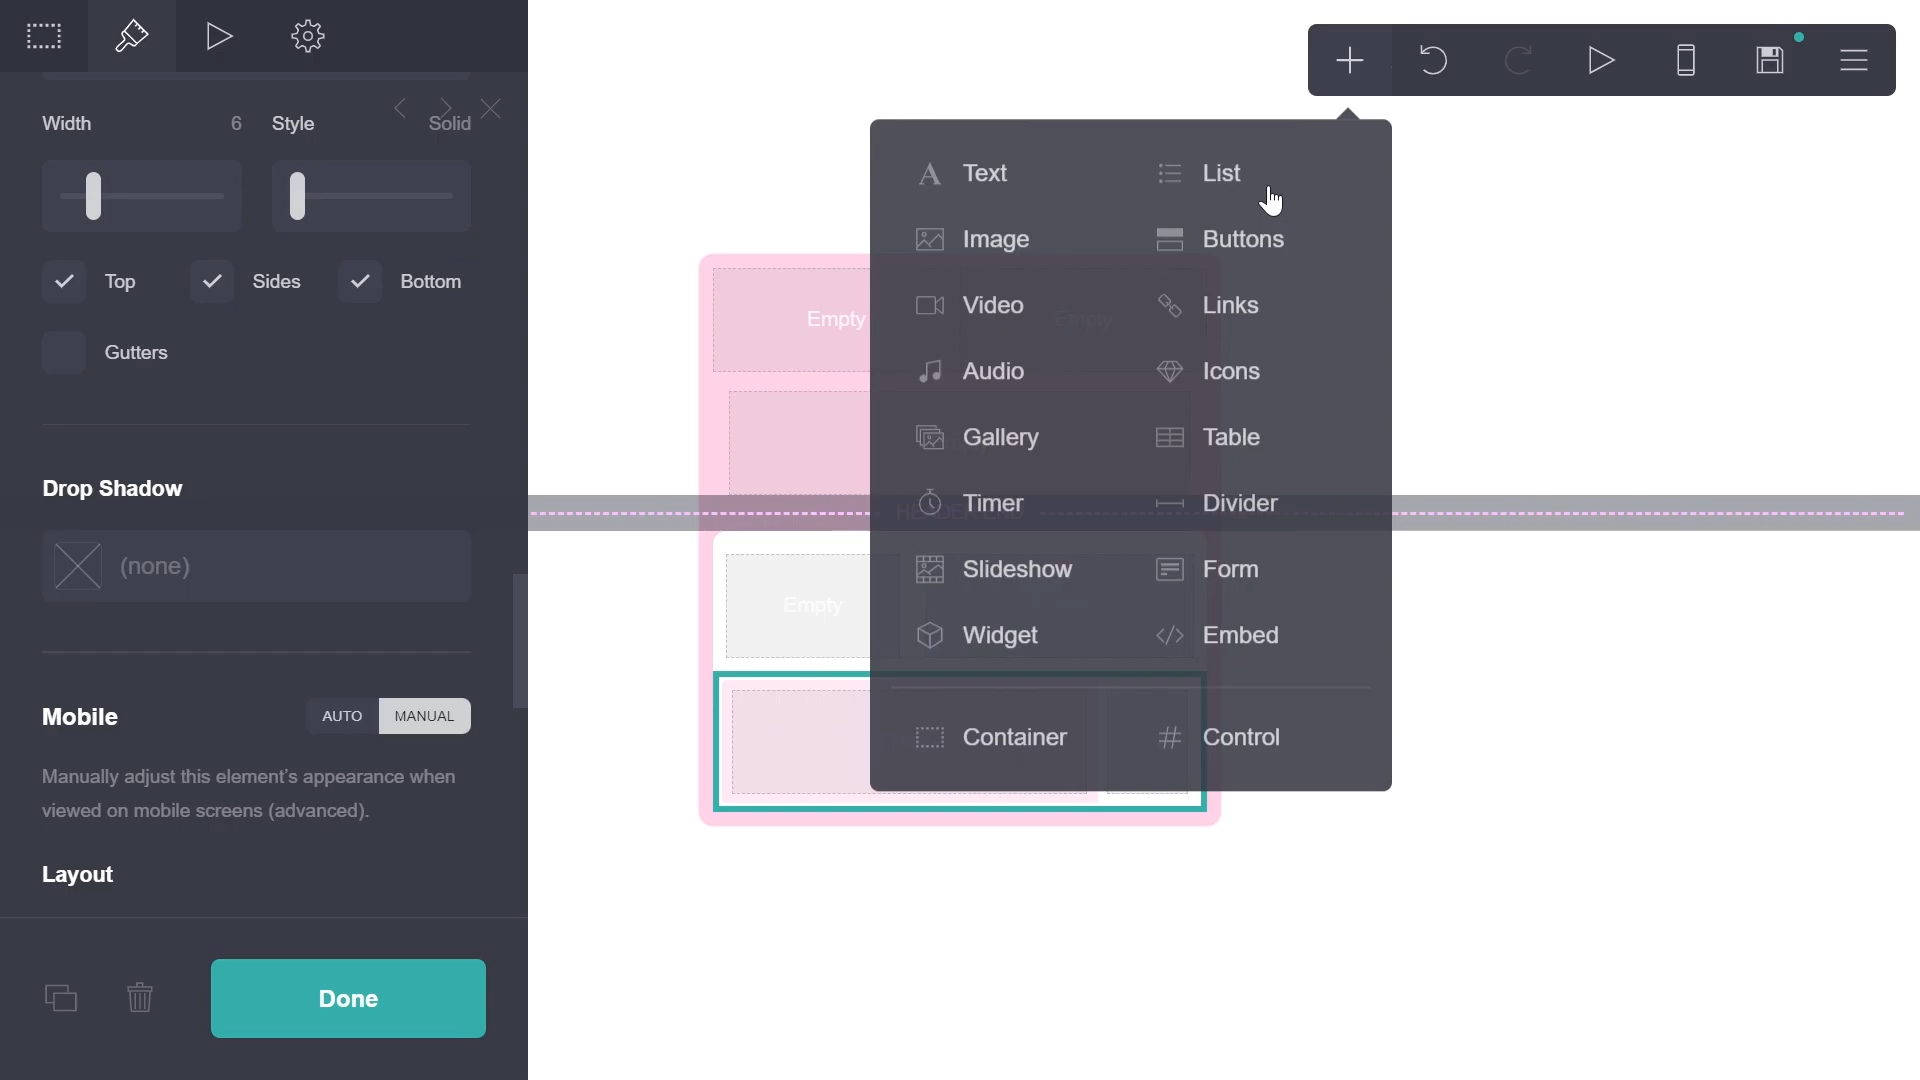 Width 6 Style Solid
Top Sides Bottom
Gutters
Drop Shadow
(none)
Mobile AUTO MANUAL
Manually adjust this element's appearance when
viewed on mobile screens (advanced).
Layout
Done
Text List
Image Buttons
Video Links
Audio Icons
Gallery Table
Timer Divider
Slideshow Form
Widget Embed
Container Control
Empty Empty
Empty